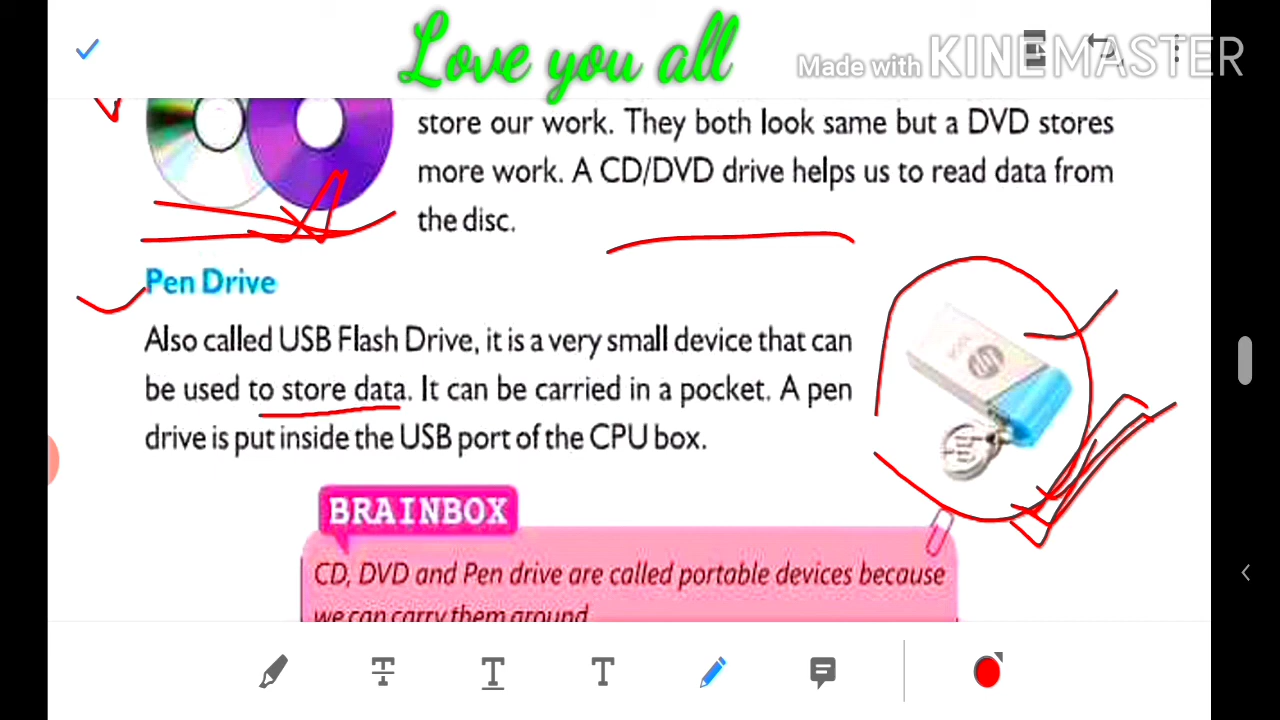 Love you all
Made with KINEMASTER
store our work. They both look same but a DVD stores
more work. A CD/DVD drive helps us to read data from
the disc.
Pen Drive
Also called USB Flash Drive, it is a very small device that can
be used to store data. It can be carried in a pocket. A pen
drive is put inside the USB port of the CPU box.
hp
BRAINBOX
CD, DVD and Pen drive are called portable devices because
we can carry them around